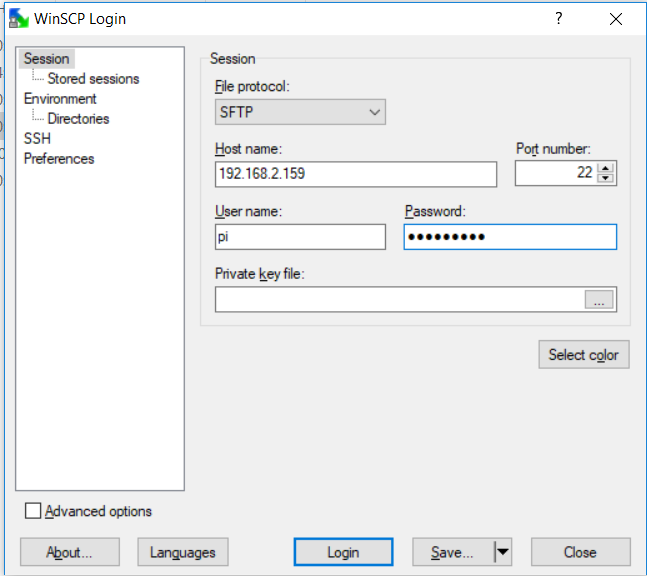 WinSCP Login
?
Session
Stored sessions
Environment
Directories
SSH
Preferences
Session
File protocol:
SFTP
Host name:
Port number:
192.168.2.159
22
User name:
Password:
pi
●●●●●●●●●
Private key file:
...
Select color
Advanced options
About...
Languages
Login
Save...
Close